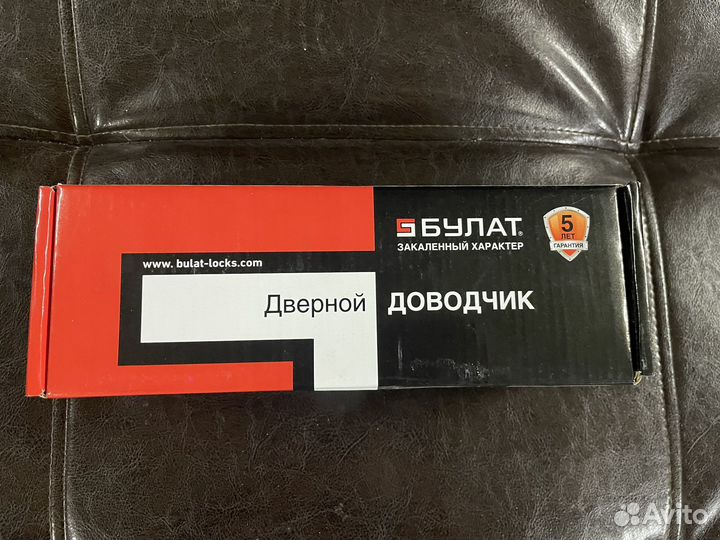 БУЛАТ®
ЗАКАЛЕННЫЙ ХАРАКТЕР
5
ЛЕТ
ГАРАНТИЯ
www.bulat-locks.com
Дверной ДОВОДЧИК
Avito